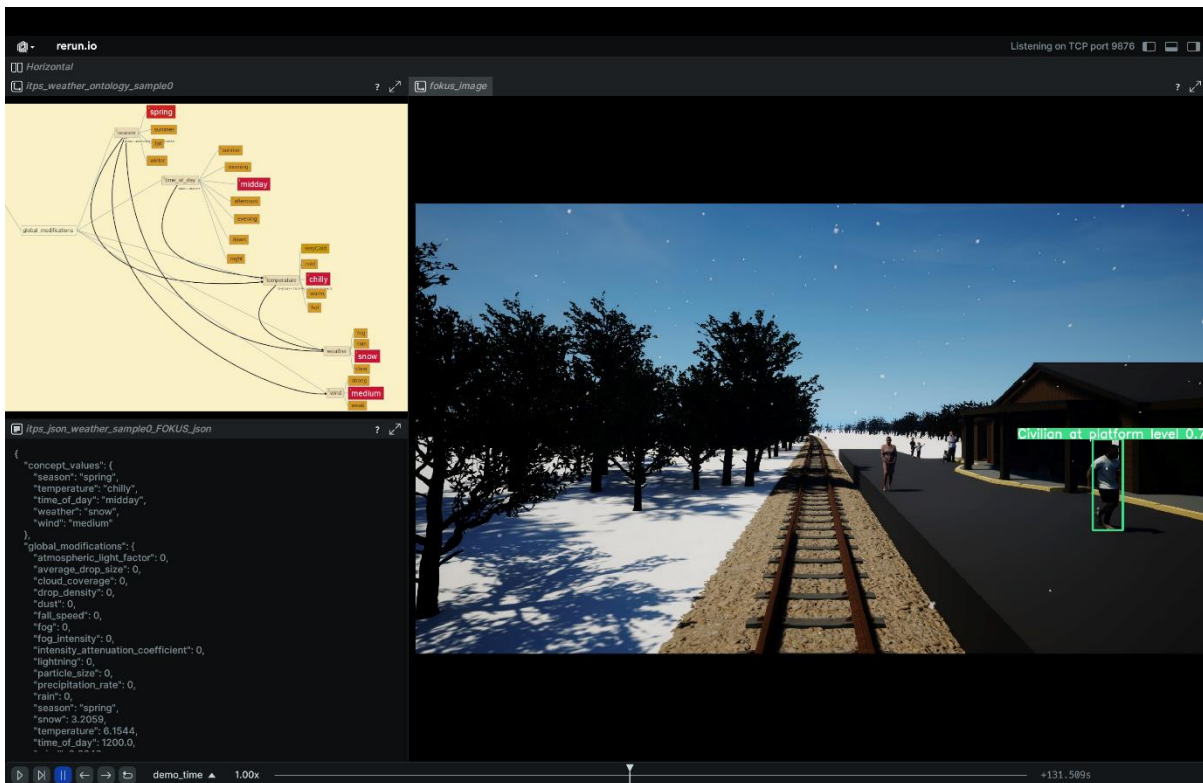 rerun.io
Listening on TCP port 9876
Horizontal
itps_weather_ontology_sample0
?
fokus_image
?
spring
season
summer
fall
winter
sunrise
morning
time_of_day
midday
afternoon
evening
dawn
night
global_modifications
veryCold
cold
temperature
chilly
warm
hot
fog
rain
weather
snow
clear
strong
wind
medium
weak
Civilian at platform level 0.7
itps_json_weather_sample0_FOKUS_json
?
{
"concept_values": {
"season": "spring",
"temperature": "chilly",
"time_of_day": "midday",
"weather": "snow",
"wind": "medium"
},
"global_modifications": {
"atmospheric_light_factor": 0,
"average_drop_size": 0,
"cloud_coverage": 0,
"drop_density": 0,
"dust": 0,
"fall_speed": 0,
"fog": 0,
"fog_intensity": 0,
"intensity_attenuation_coefficient": 0,
"lightning": 0,
"particle_size": 0,
"precipitation_rate": 0,
"rain": 0,
"season": "spring",
"snow": 3.2059,
"temperature": 6.1544,
"time_of_day": 1200.0,
demo_time
1.00x
+131.509s